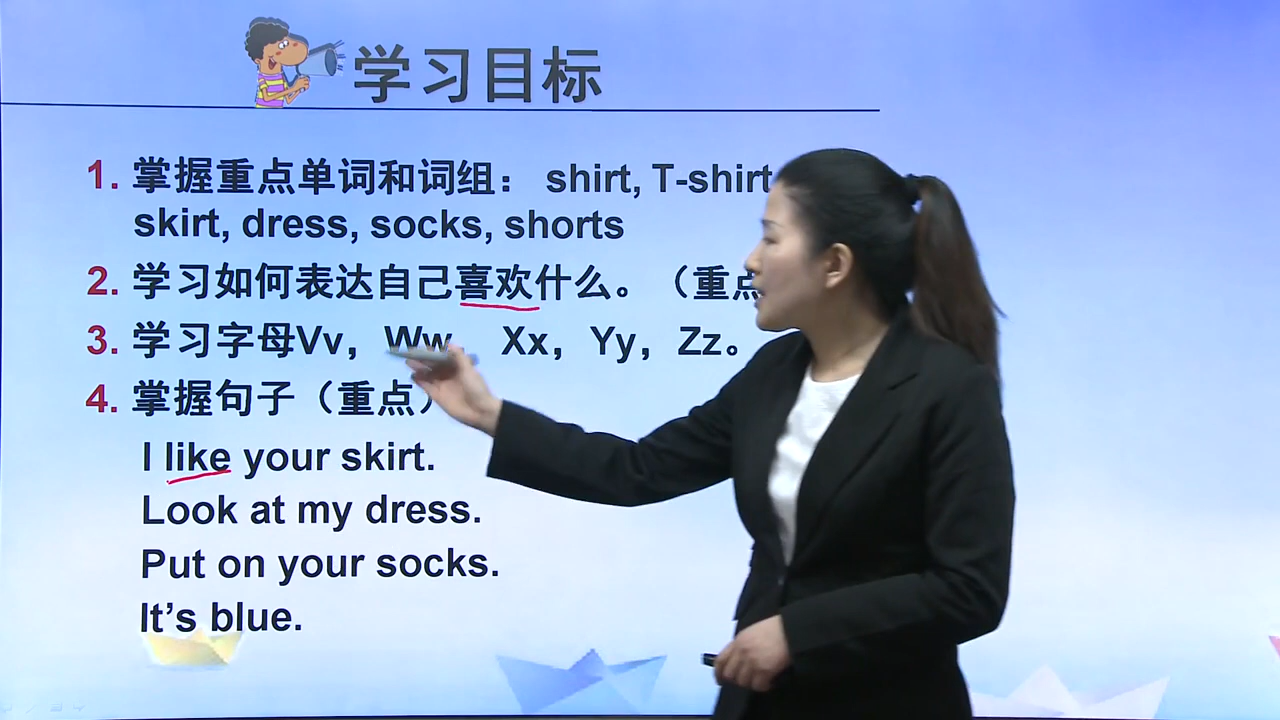 学习目标
1. 掌握重点单词和词组： shirt, T-shirt
skirt, dress, socks, shorts
2. 学习如何表达自己喜欢什么。（重点
3. 学习字母Vv，Ww， Xx，Yy，Zz。
4. 掌握句子（重点）
I like your skirt.
Look at my dress.
Put on your socks.
It’s blue.